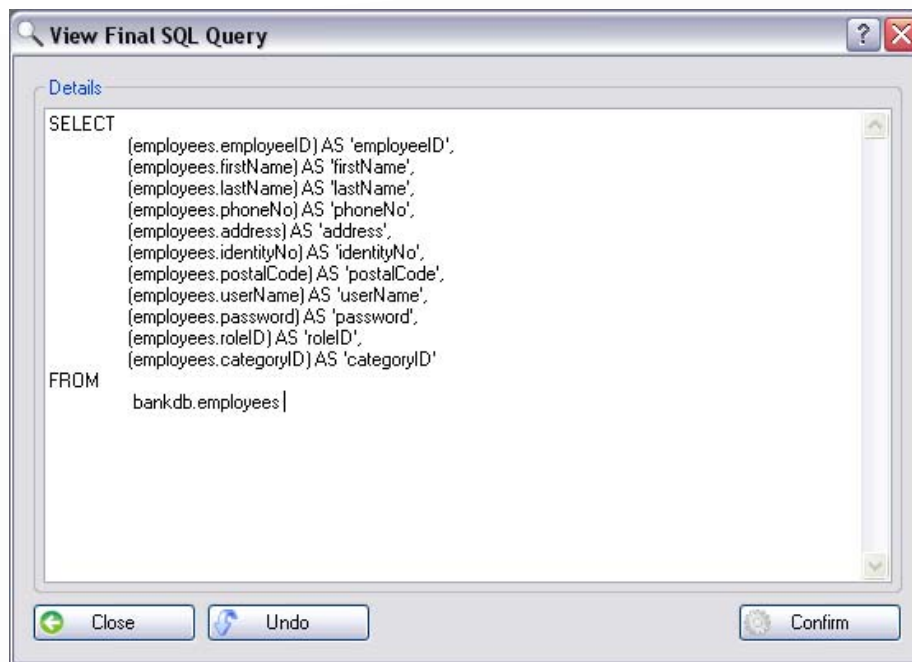 View Final SQL Query
Details
SELECT
(employees.employeeID) AS 'employeeID',
(employees.firstName) AS 'firstName',
(employees.lastName) AS 'lastName',
(employees.phoneNo) AS 'phoneNo',
(employees.address) AS 'address',
(employees.identityNo) AS 'identityNo',
(employees.postalCode) AS 'postalCode',
(employees.userName) AS 'userName',
(employees.password) AS 'password',
(employees.roleID) AS 'roleID',
(employees.categoryID) AS 'categoryID'
FROM
bankdb.employees
Close Undo Confirm